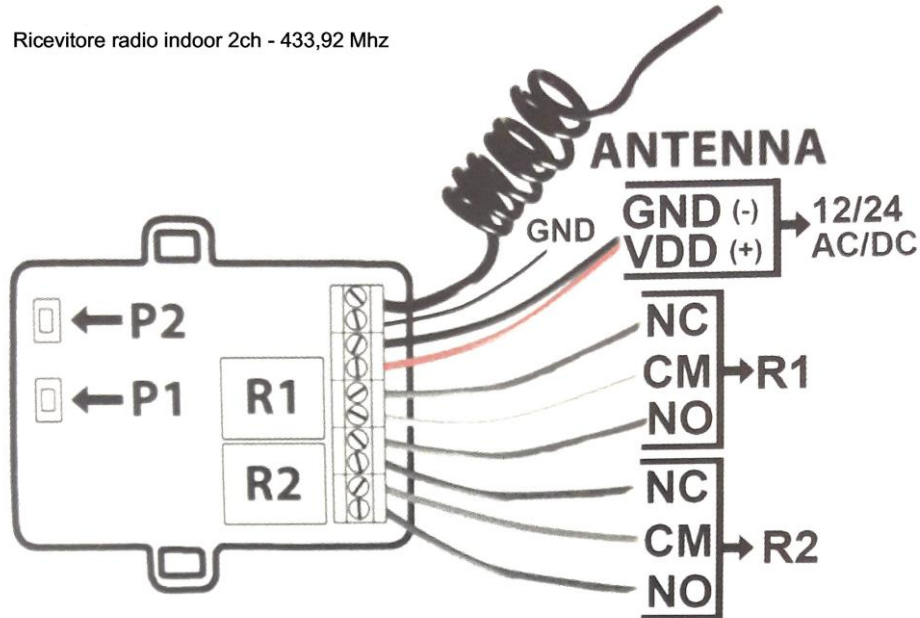 Ricevitore radio indoor 2ch - 433,92 Mhz
ANTENNA
GND
GND (-)
VDD (+)
12/24
AC/DC
P2
P1
R1
R2
NC
CM
NO
R1
NC
CM
NO
R2